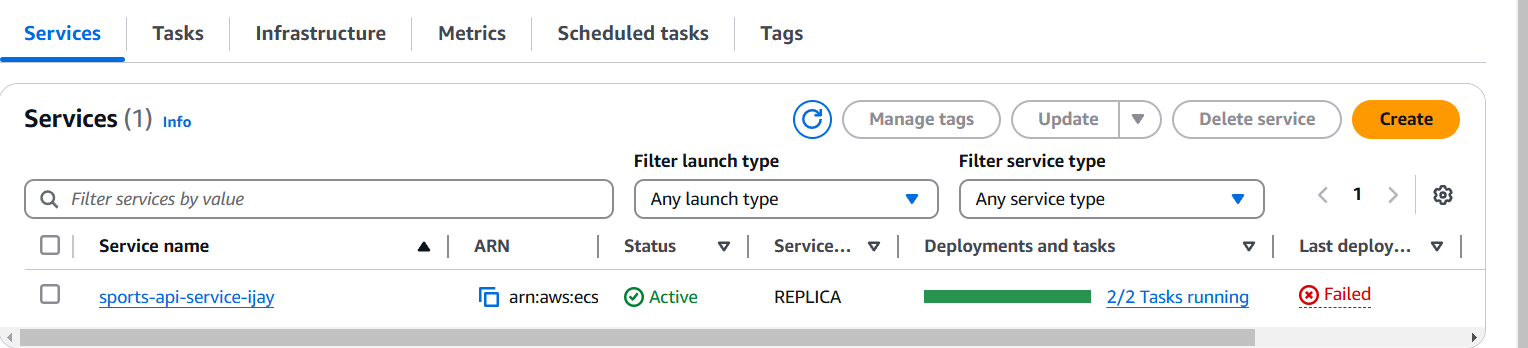 Services Tasks Infrastructure Metrics Scheduled tasks Tags
Services (1) Info Manage tags Update Delete service Create
Filter launch type Filter service type
Filter services by value Any launch type Any service type 1
Service name ARN Status Service... Deployments and tasks Last deploy...
sports-api-service-ijay arn:aws:ecs Active REPLICA 2/2 Tasks running Failed